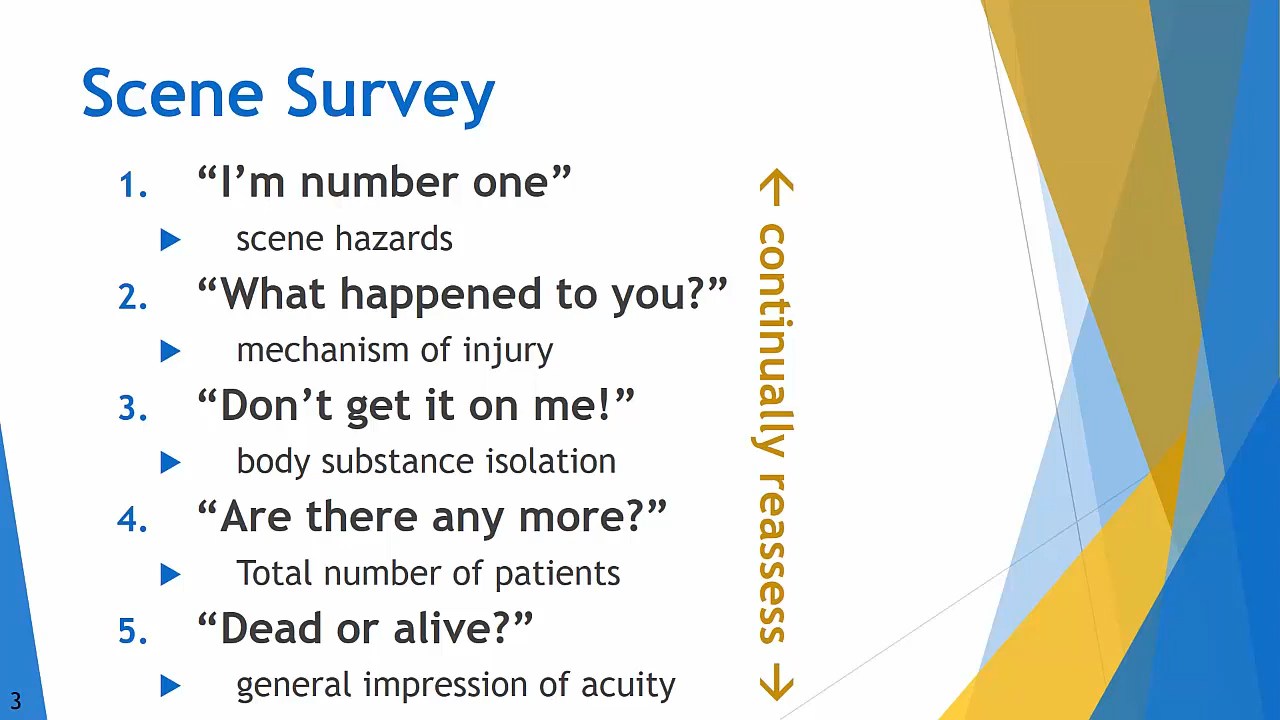 Scene Survey
1. “I’m number one”
scene hazards
2. “What happened to you?”
mechanism of injury
3. “Don’t get it on me!”
body substance isolation
4. “Are there any more?”
Total number of patients
5. “Dead or alive?”
general impression of acuity
← continually reassess →
3